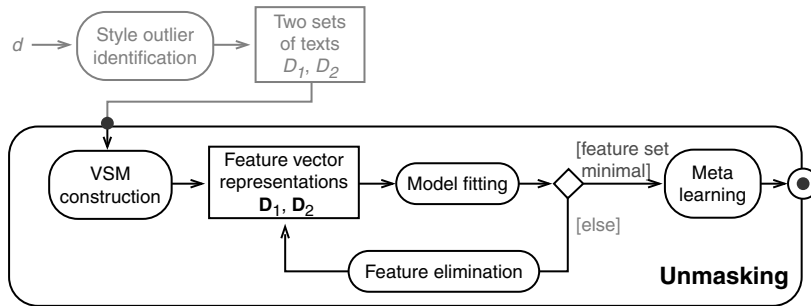 d
Style outlier
identification
Two sets
of texts
D1, D2
VSM
construction
Feature vector
representations
D1, D2
Model fitting
[feature set
minimal]
[else]
Meta
learning
Feature elimination
Unmasking